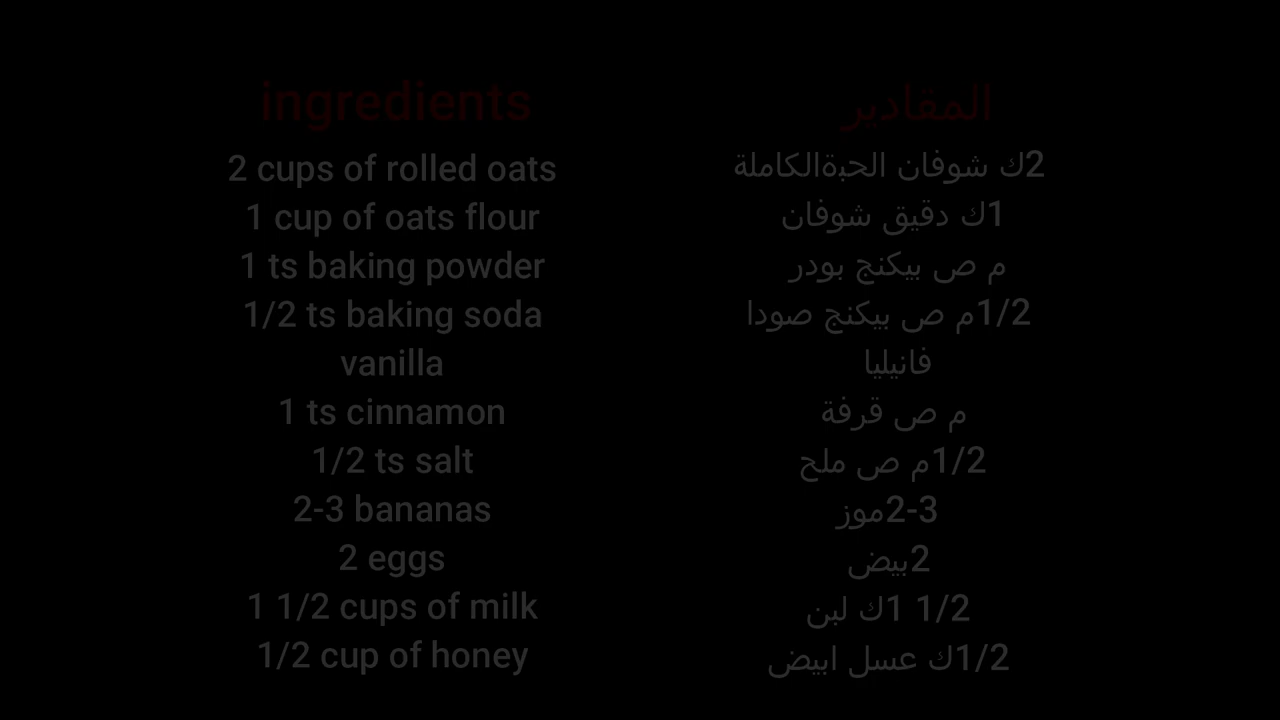 ingredients
2 cups of rolled oats
1 cup of oats flour
1 ts baking powder
1/2 ts baking soda
vanilla
1 ts cinnamon
1/2 ts salt
2-3 bananas
2 eggs
1 1/2 cups of milk
1/2 cup of honey
المقادير
2ك شوفان الحبةالكاملة
1ك دقيق شوفان
م ص بيكنج بودر
1/2م ص بيكنج صودا
فانيليا
م ص قرفة
1/2م ص ملح
2-3موز
2بيض
1 1/2ك لبن
1/2ك عسل ابيض